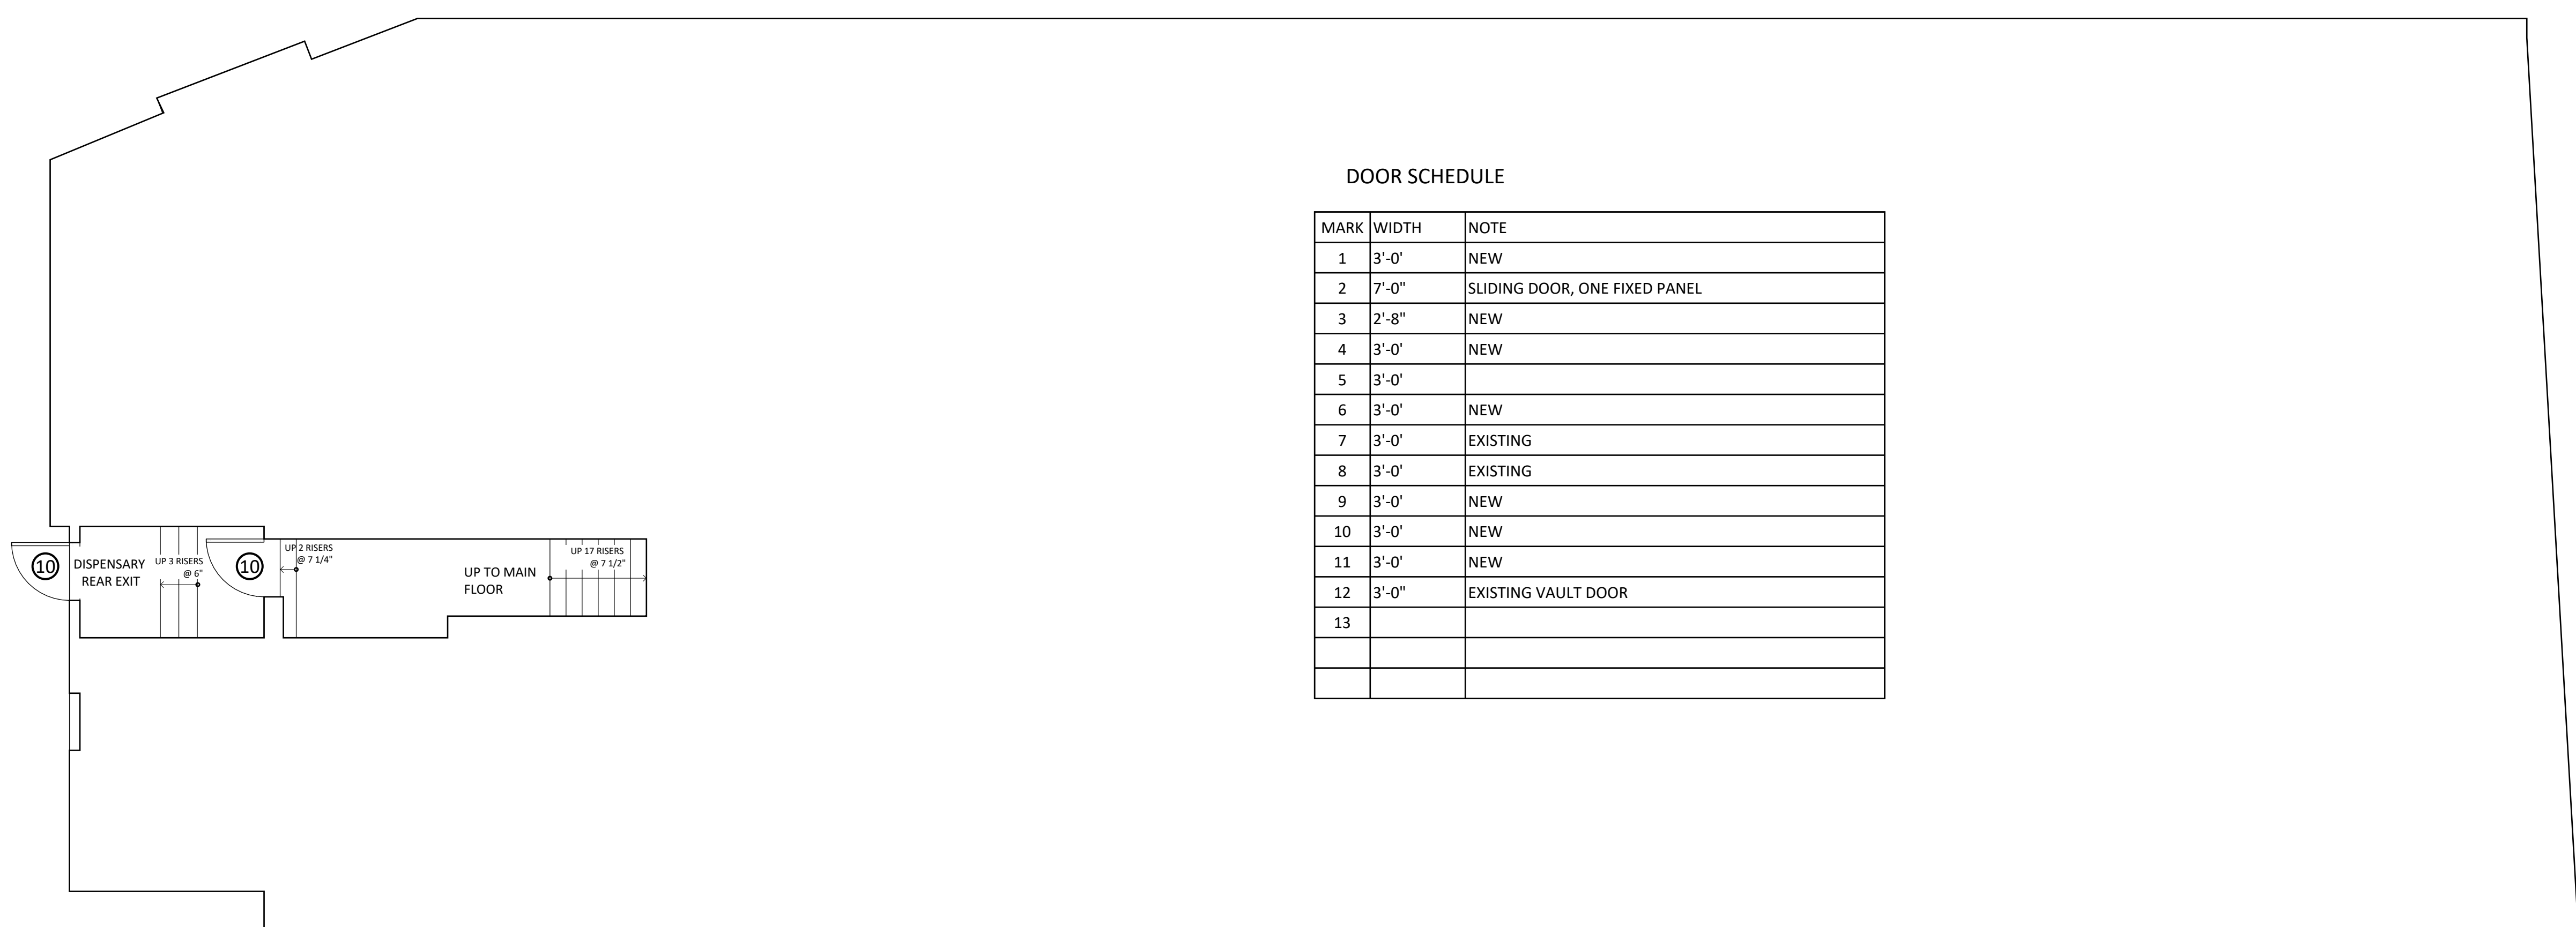 DOOR SCHEDULE
MARK WIDTH NOTE
1 3'-0' NEW
2 7'-0" SLIDING DOOR, ONE FIXED PANEL
3 2'-8" NEW
4 3'-0' NEW
5 3'-0'
6 3'-0' NEW
7 3'-0' EXISTING
8 3'-0' EXISTING
9 3'-0' NEW
10 3'-0' NEW
11 3'-0' NEW
12 3'-0" EXISTING VAULT DOOR
13
10
DISPENSARY
REAR EXIT
UP 3 RISERS
@ 6"
10
UP 2 RISERS
@ 7 1/4"
UP TO MAIN
FLOOR
UP 17 RISERS
@ 7 1/2"